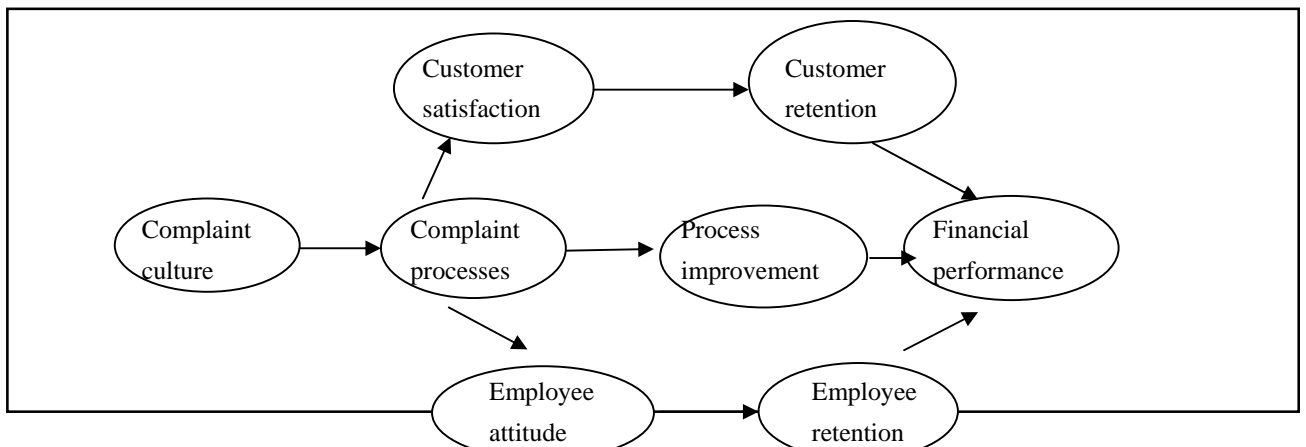 Customer
satisfaction
Customer
retention
Complaint
culture
Complaint
processes
Process
improvement
Financial
performance
Employee
attitude
Employee
retention